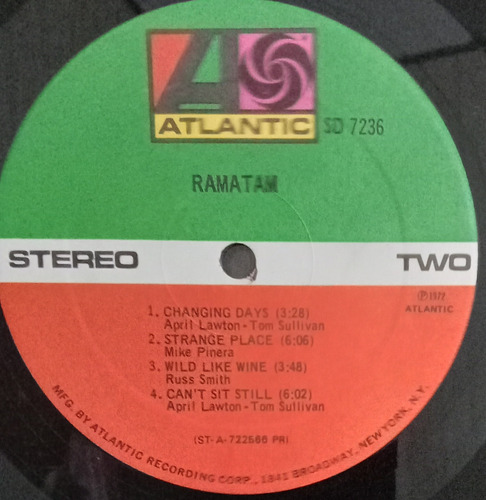 ATLANTIC SD 7236
RAMATAM
STEREO TWO
℗1972
ATLANTIC
1. CHANGING DAYS (3:28)
April Lawton-Tom Sullivan
2. STRANGE PLACE (6:06)
Mike Pinera
3. WILD LIKE WINE (3:48)
Russ Smith
4. CAN'T SIT STILL (6:02)
April Lawton-Tom Sullivan
(ST-A-722566 PR)
MFG. BY ATLANTIC RECORDING CORP., 1841 BROADWAY, NEW YORK, N.Y.